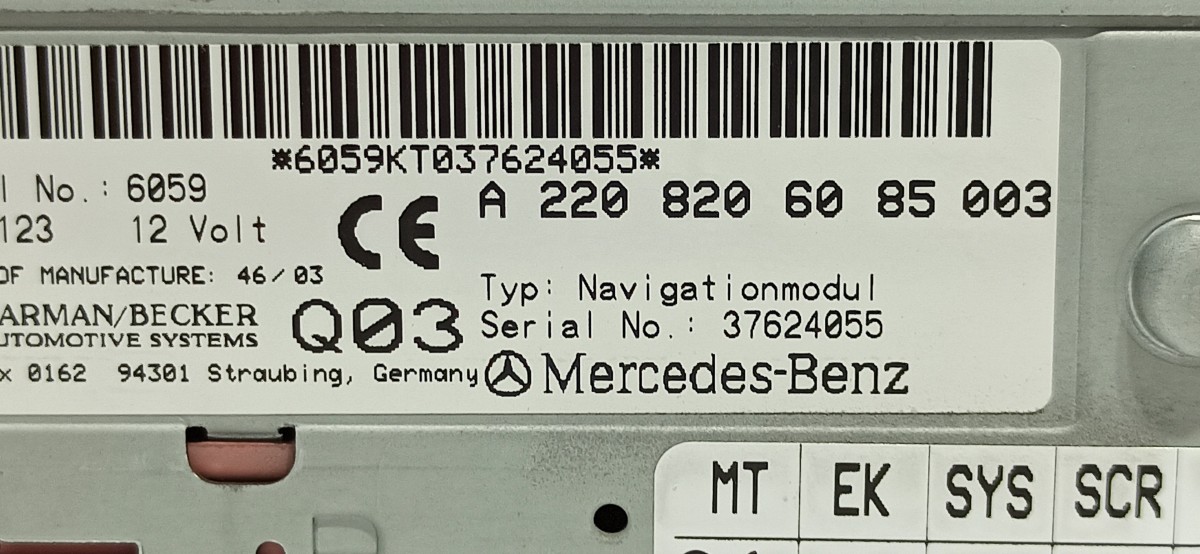 *6059KT037624055*
l No.: 6059
A 220 820 60 85 003
123 12 Volt
CE
OF MANUFACTURE: 46/03
Typ: Navigationmodul
ARMAN/BECKER
UTOMOTIVE SYSTEMS
Q03
Serial No.: 37624055
x 0162 94301 Straubing, Germany
Mercedes-Benz
MT EK SYS SCR